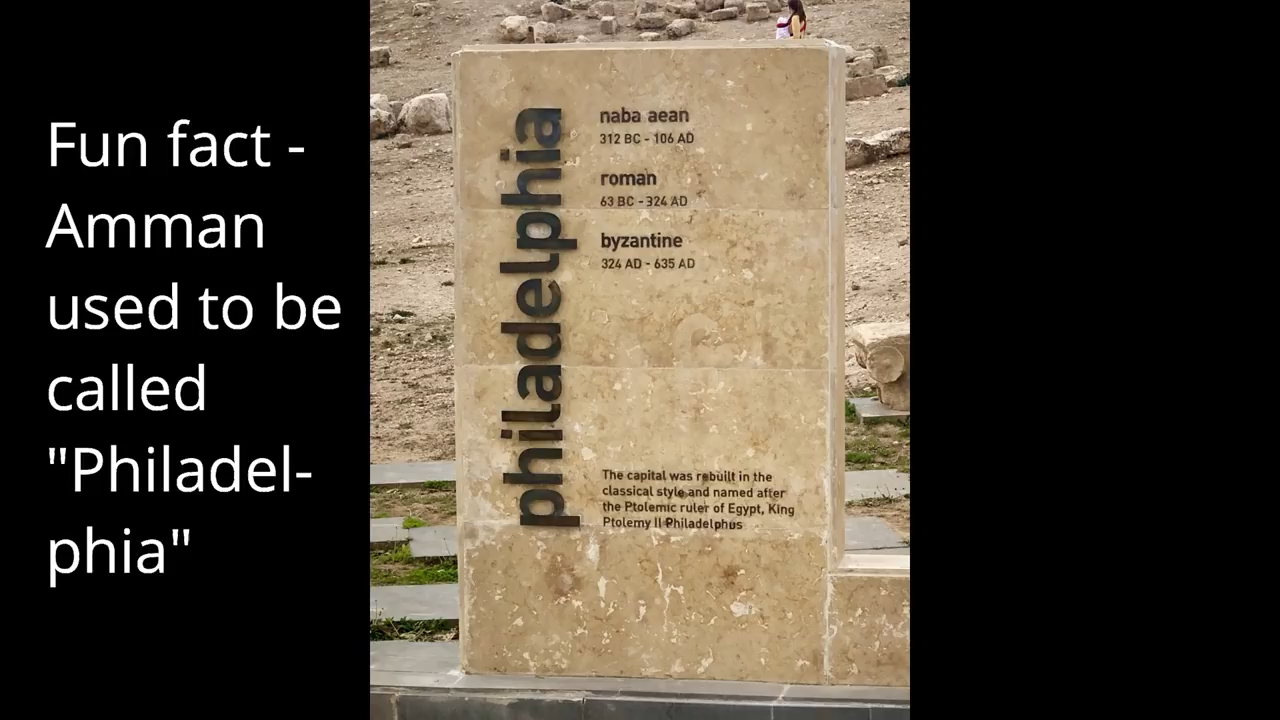 Fun fact -
Amman
used to be
called
"Philadel-
phia"
philadelphia
naba aean
312 BC - 106 AD
roman
63 BC - 324 AD
byzantine
324 AD - 635 AD
The capital was rebuilt in the
classical style and named after
the Ptolemic ruler of Egypt, King
Ptolemy II Philadelphus